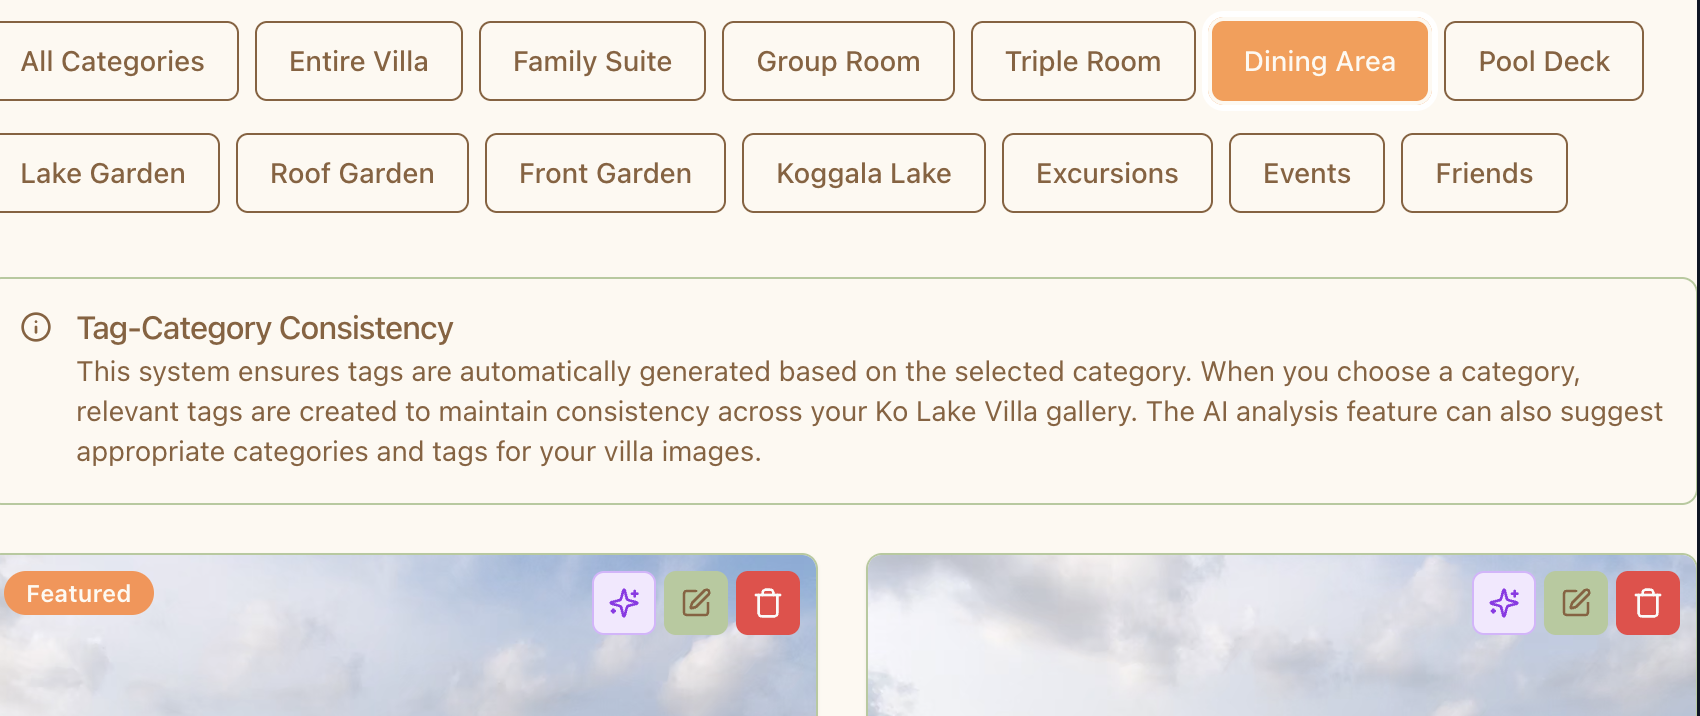 All Categories Entire Villa Family Suite Group Room Triple Room Dining Area Pool Deck
Lake Garden Roof Garden Front Garden Koggala Lake Excursions Events Friends
Tag-Category Consistency
This system ensures tags are automatically generated based on the selected category. When you choose a category,
relevant tags are created to maintain consistency across your Ko Lake Villa gallery. The AI analysis feature can also suggest
appropriate categories and tags for your villa images.
Featured